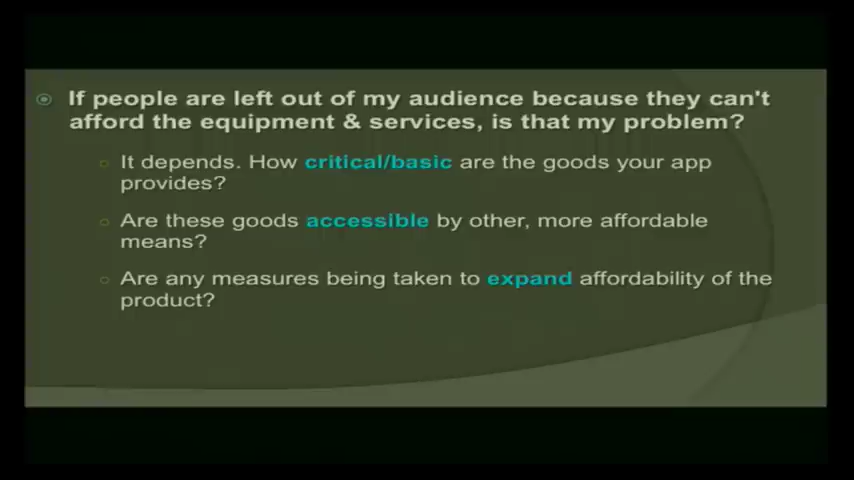 If people are left out of my audience because they can't
afford the equipment & services, is that my problem?
It depends. How critical/basic are the goods your app
provides?
Are these goods accessible by other, more affordable
means?
Are any measures being taken to expand affordability of the
product?